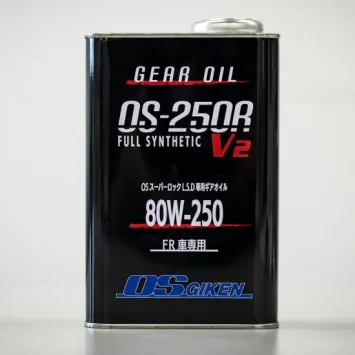 GEAR OIL
OS-250R
FULL SYNTHETIC V2
OSスーパーロックL.S.D専用ギアオイル
80W-250
FR車専用
OS GIKEN